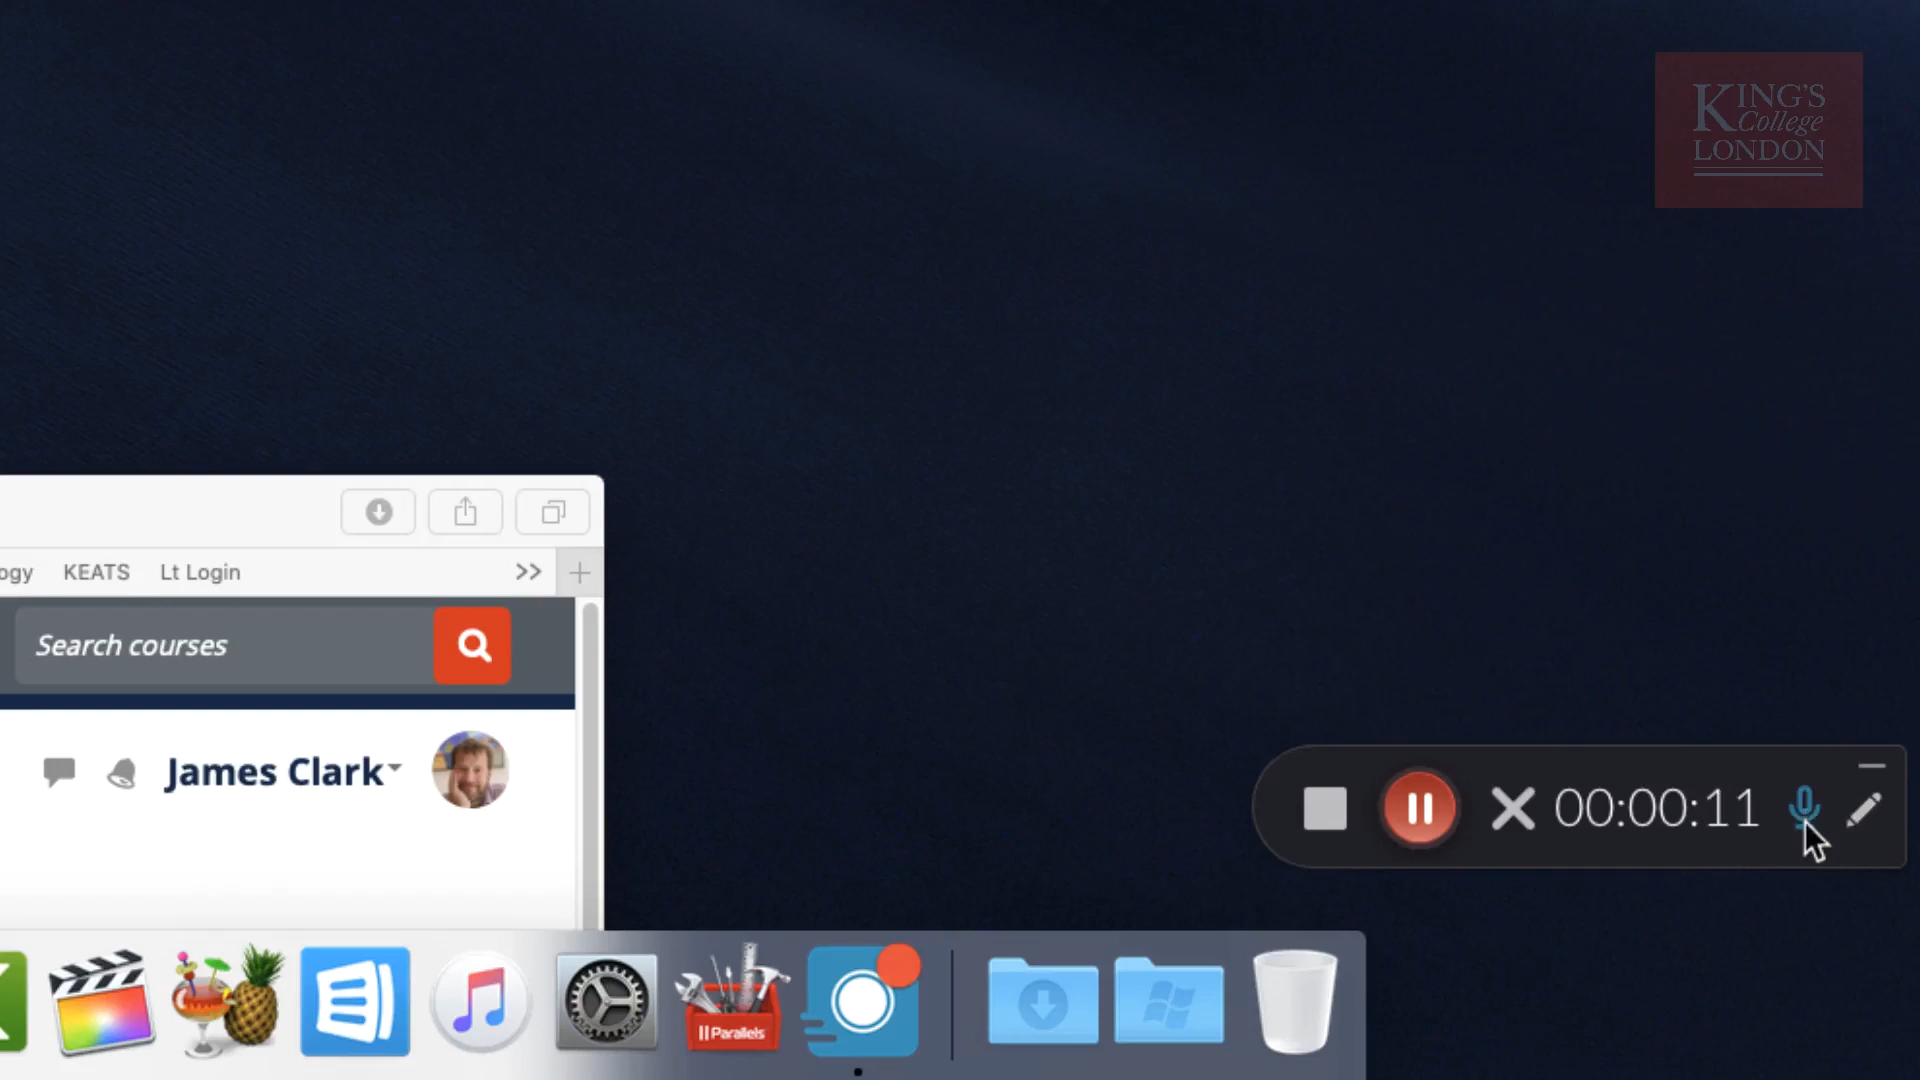 KING'S
College
LONDON
ogy KEATS Lt Login >>
Search courses
James Clark
00:00:11
Parallels